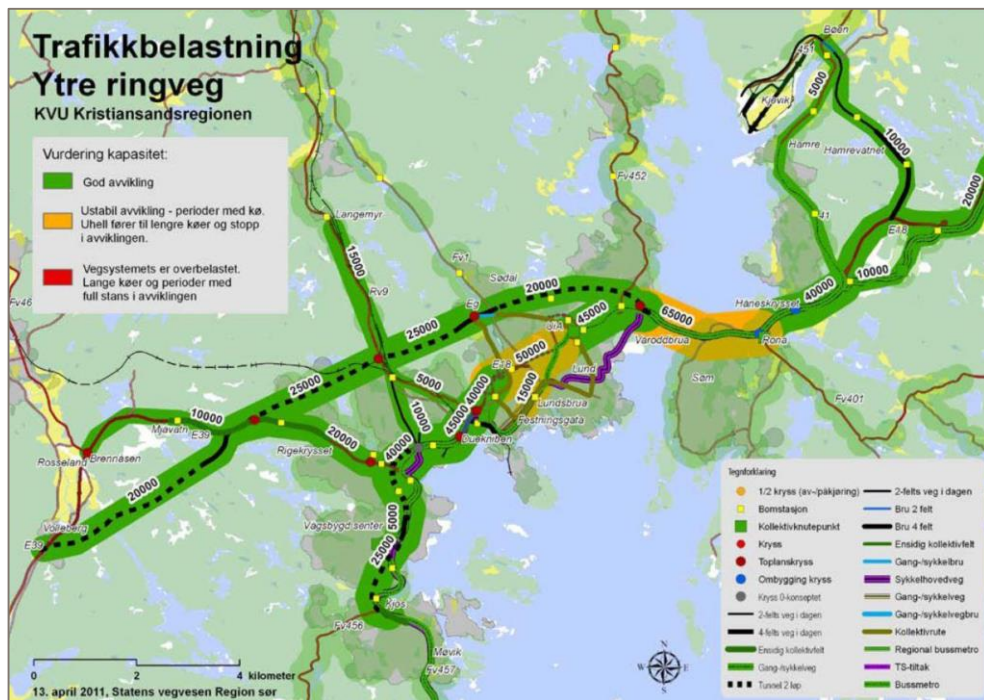 Trafikkbelastning
Ytre ringveg
KVU Kristiansandsregionen
Vurdering kapasitet:
God avvikling
Ustabil avvikling - perioder med kø.
Uhell fører til lengre køer og stopp
i avviklingen.
Vegsystemets er overbelastet.
Lange køer og perioder med
full stans i avviklingen
Bøen
451
5000
Kjevik
Hamre
Hamrevatnet
10000
20000
41
E18
10000
40000
Håneskrysset
Rona
Varoddbrua
65000
Søm
Fv401
Fv452
Langemyr
15000
Rv9
Fv1
Sødal
Eg
20000
25000
UiA
45000
50000
E18
Lund
15000
Lundsbrua
Festningsgata
40000
45000
Lluekniben
5000
10000
Fv46
25000
10000
Mjåvatn
E39
Rosseland
Brennåsen
20000
Rigekrysset
40000
20000
Volleberg
E39
Vågsbygd senter
5000
25000
Kjos
Fv456
Møvik
Fv457
Tegnforklaring
1/2 kryss (av-/påkjøring)
Bomstasjon
Kollektivknutepunkt
Kryss
Toplanskryss
Ombygging kryss
Kryss 0-konseptet
2-felts veg i dagen
4-felts veg i dagen
Ensidig kollektivfelt
Gang-/sykkelveg
Tunnel 2 løp
2-felts veg i dagen
Bru 2 felt
Bru 4 felt
Ensidig kollektivfelt
Gang-/sykkelbru
Sykkelhovedveg
Gang-/sykkelveg
Gang-/sykkelvegbru
Kollektivrute
Regional bussmetro
TS-tiltak
Bussmetro
N
W
E
S
0
2
4
kilometer
13. april 2011, Statens vegvesen Region sør